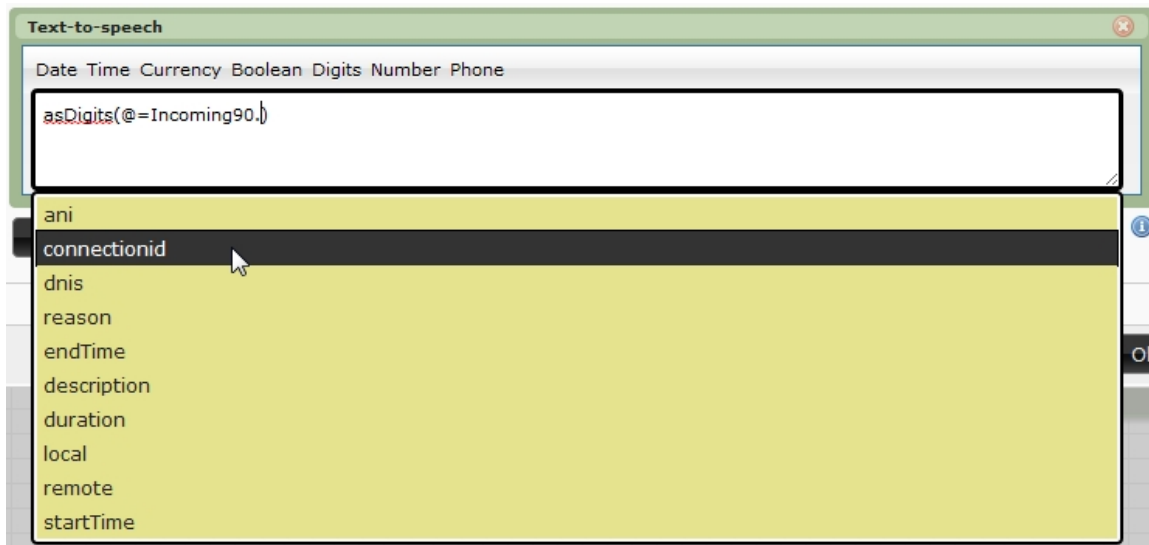 Text-to-speech
Date Time Currency Boolean Digits Number Phone
asDigits(@=Incoming90.)
ani
connectionid
dnis
reason
endTime
description
duration
local
remote
startTime